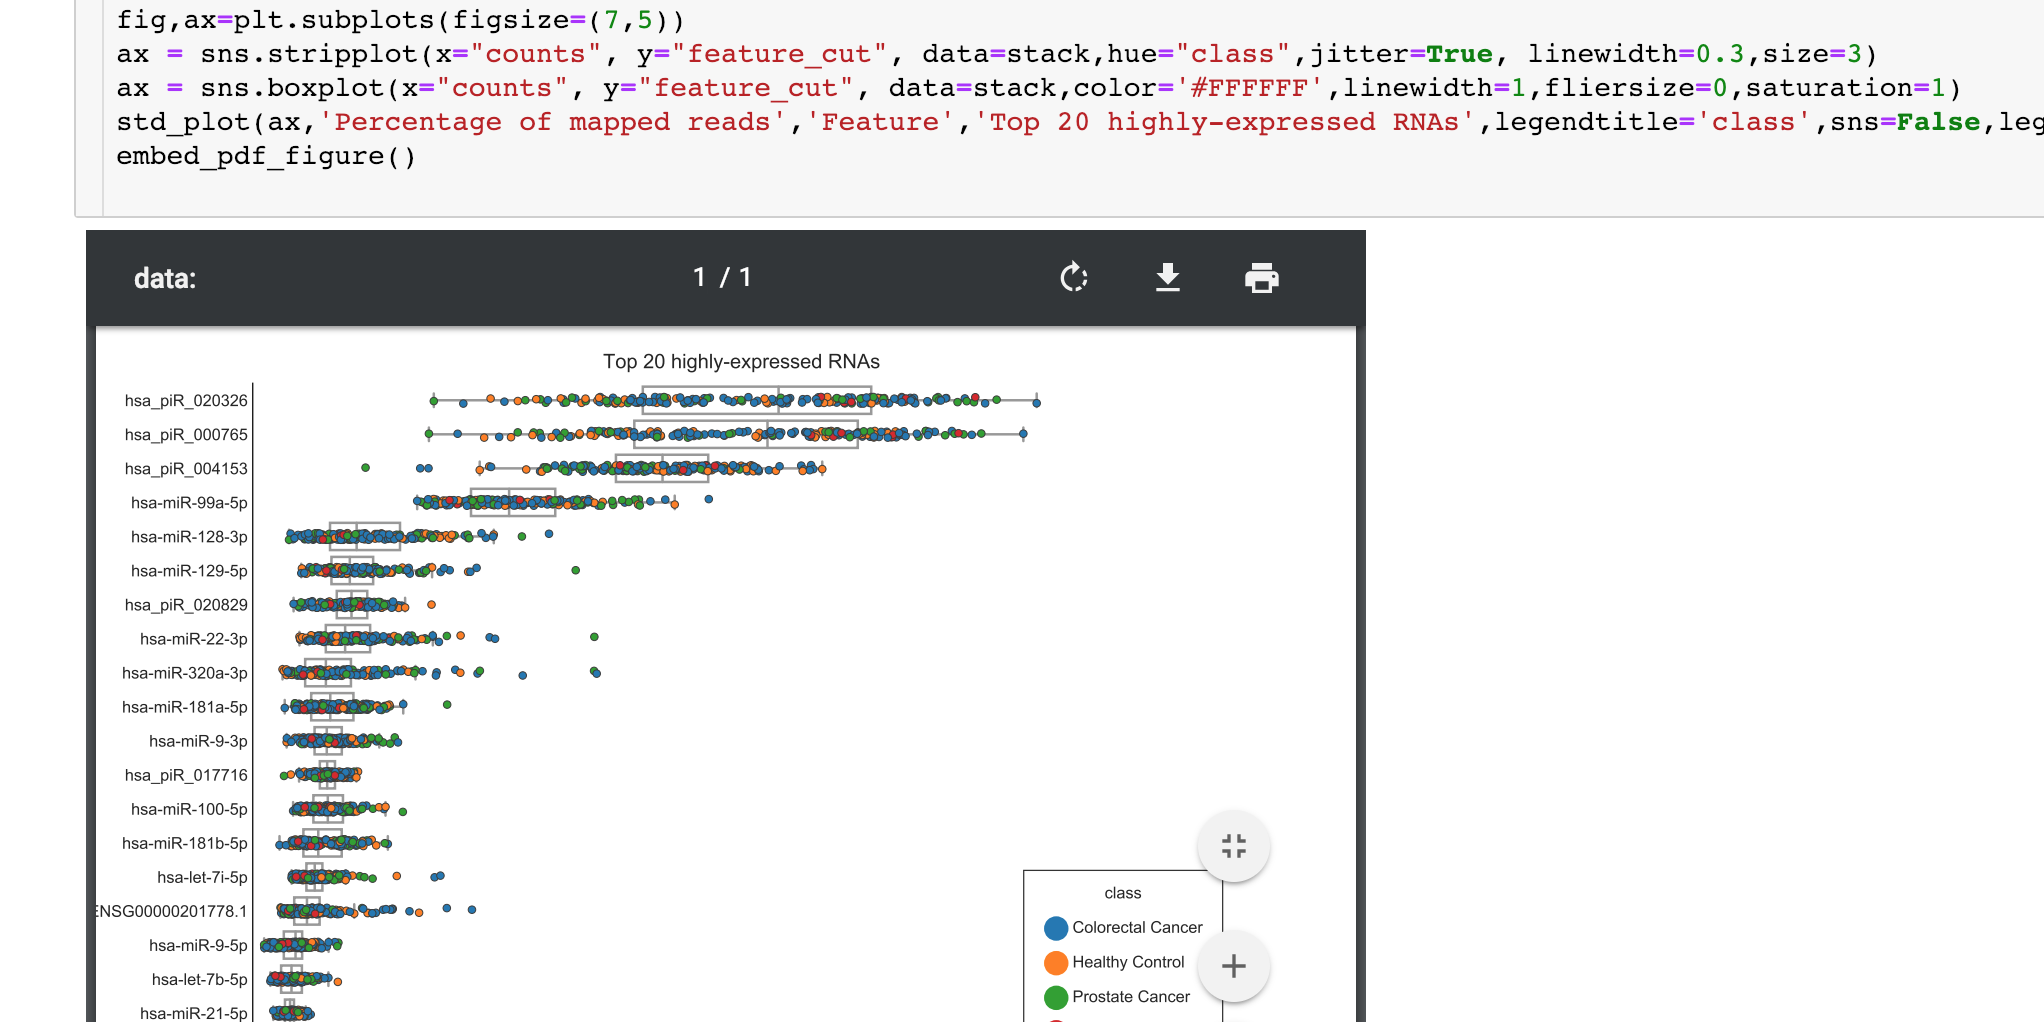 fig,ax=plt.subplots(figsize=(7,5))
ax = sns.stripplot(x="counts", y="feature_cut", data=stack,hue="class",jitter=True, linewidth=0.3,size=3)
ax = sns.boxplot(x="counts", y="feature_cut", data=stack,color='#FFFFFF',linewidth=1,fliersize=0,saturation=1)
std_plot(ax,'Percentage of mapped reads','Feature','Top 20 highly-expressed RNAs',legendtitle='class',sns=False,leg
embed_pdf_figure()
data:
1 / 1
Top 20 highly-expressed RNAs
hsa_piR_020326
hsa_piR_000765
hsa_piR_004153
hsa-miR-99a-5p
hsa-miR-128-3p
hsa-miR-129-5p
hsa_piR_020829
hsa-miR-22-3p
hsa-miR-320a-3p
hsa-miR-181a-5p
hsa-miR-9-3p
hsa_piR_017716
hsa-miR-100-5p
hsa-miR-181b-5p
hsa-let-7i-5p
ENSG00000201778.1
hsa-miR-9-5p
hsa-let-7b-5p
hsa-miR-21-5p
class
Colorectal Cancer
Healthy Control
Prostate Cancer